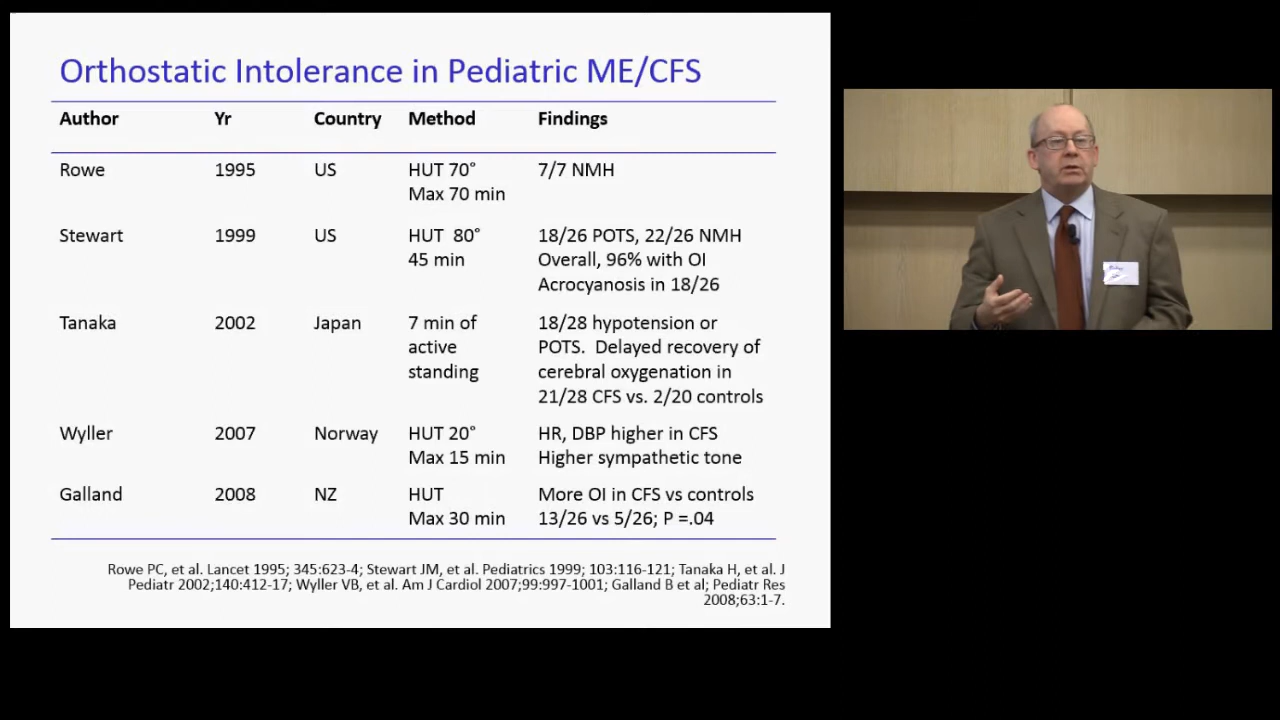 Orthostatic Intolerance in Pediatric ME/CFS
Author Yr Country Method Findings
Rowe 1995 US HUT 70° 7/7 NMH
Max 70 min
Stewart 1999 US HUT 80° 18/26 POTS, 22/26 NMH
45 min Overall, 96% with OI
Acrocyanosis in 18/26
Tanaka 2002 Japan 7 min of 18/28 hypotension or
active POTS. Delayed recovery of
standing cerebral oxygenation in
21/28 CFS vs. 2/20 controls
Wyller 2007 Norway HUT 20° HR, DBP higher in CFS
Max 15 min Higher sympathetic tone
Galland 2008 NZ HUT More OI in CFS vs controls
Max 30 min 13/26 vs 5/26; P =.04
Rowe PC, et al. Lancet 1995; 345:623-4; Stewart JM, et al. Pediatrics 1999; 103:116-121; Tanaka H, et al. J
Pediatr 2002;140:412-17; Wyller VB, et al. Am J Cardiol 2007;99:997-1001; Galland B et al; Pediatr Res
2008;63:1-7.